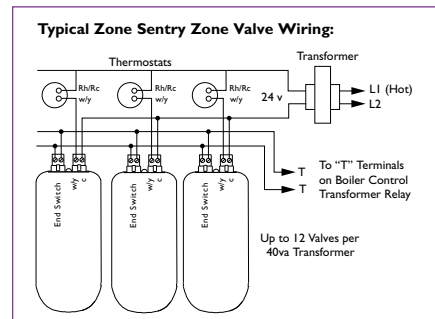 Typical Zone Sentry Zone Valve Wiring:
Thermostats
Transformer
Rh/Rc
w/y
Rh/Rc
w/y
Rh/Rc
w/y
24 v
L1 (Hot)
L2
T
T
To “T” Terminals
on Boiler Control
Transformer Relay
End Switch
w/y
c
End Switch
w/y
c
End Switch
w/y
c
Up to 12 Valves per
40va Transformer